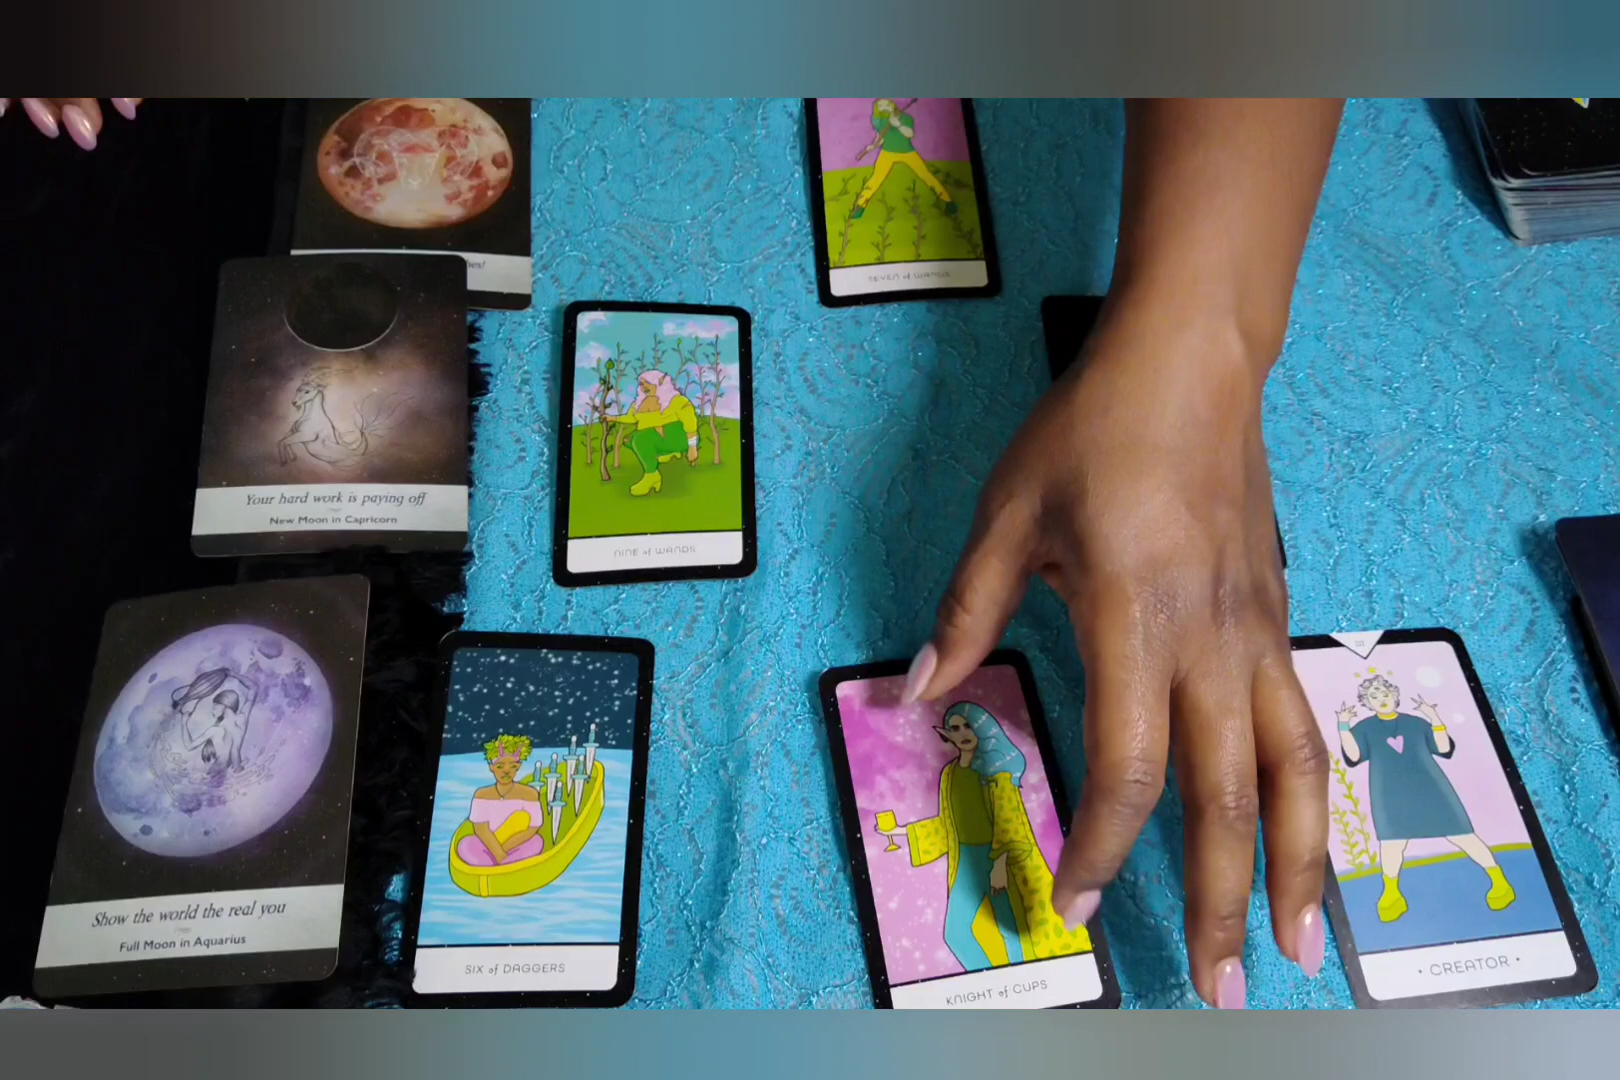 SEVEN of WANDS
Your hard work is paying off
New Moon in Capricorn
NINE of WANDS
III
Show the world the real you
Full Moon in Aquarius
SIX of DAGGERS
KNIGHT of CUPS
• CREATOR •